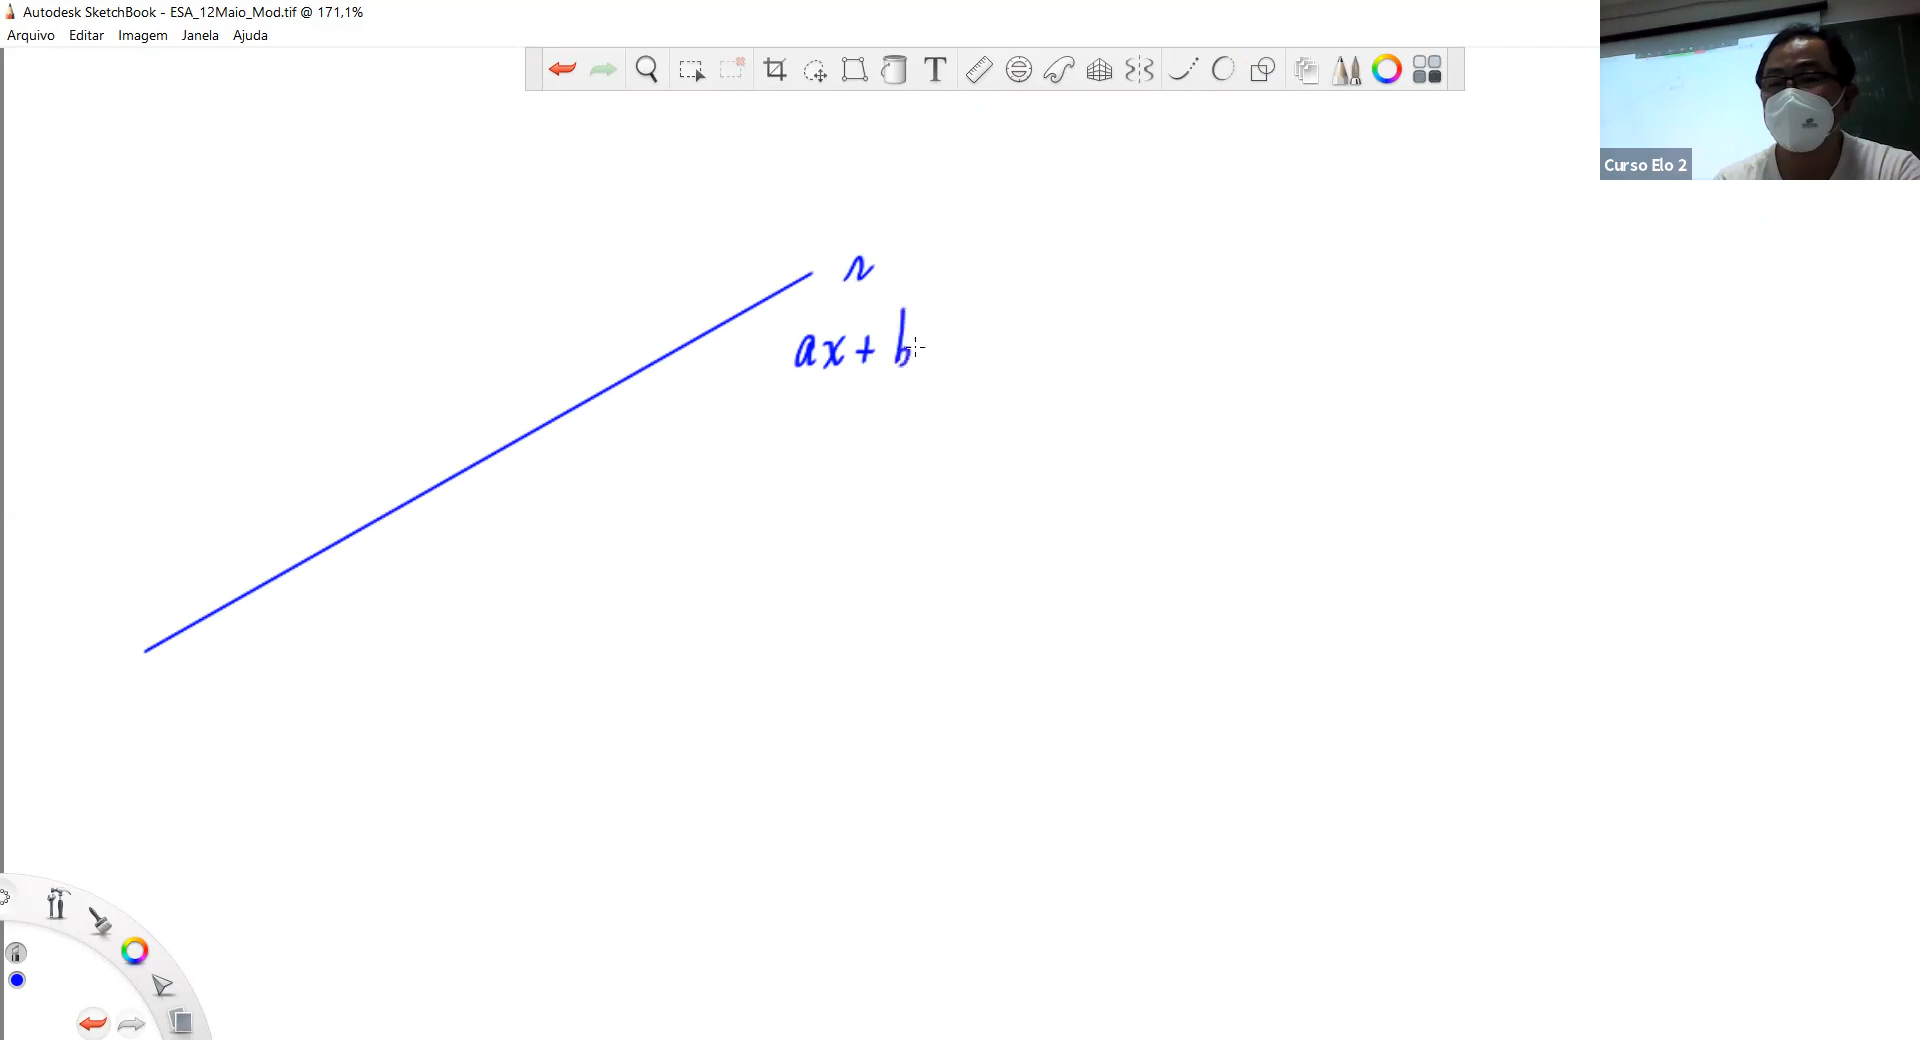 Autodesk SketchBook - ESA_12Maio_Mod.tif @ 171,1%
Arquivo Editar Imagem Janela Ajuda
T
Curso Elo 2
r
ax + b